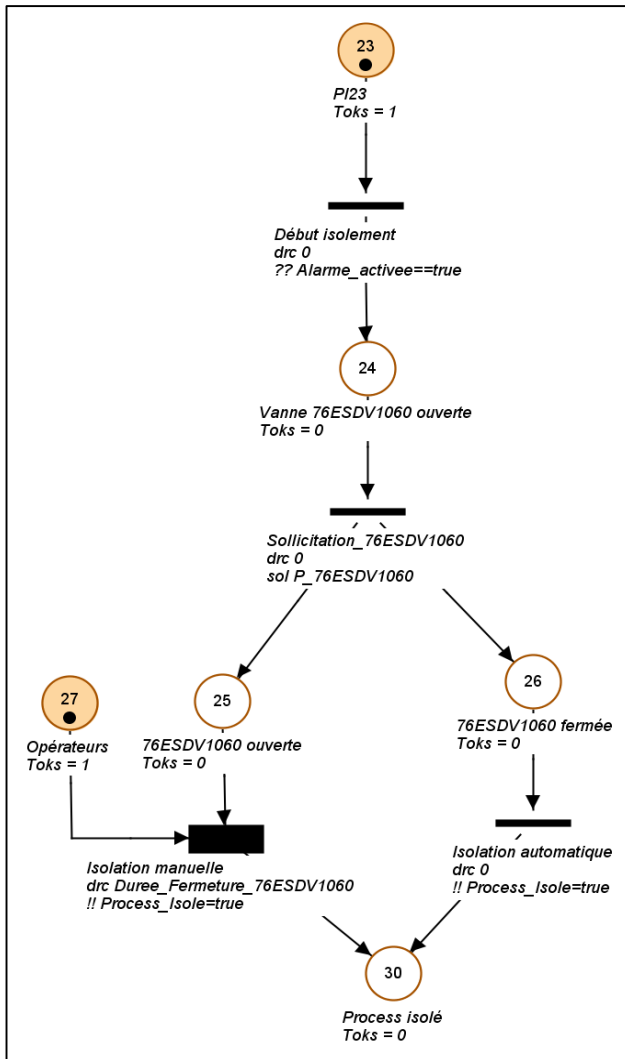 23
PI23
Toks = 1
Début isolement
drc 0
?? Alarme_activee==true
24
Vanne 76ESDV1060 ouverte
Toks = 0
Sollicitation_76ESDV1060
drc 0
sol P_76ESDV1060
27
Opérateurs
Toks = 1
25
76ESDV1060 ouverte
Toks = 0
26
76ESDV1060 fermée
Toks = 0
Isolation manuelle
drc Duree_Fermeture_76ESDV1060
!! Process_Isole=true
Isolation automatique
drc 0
!! Process_Isole=true
30
Process isolé
Toks = 0